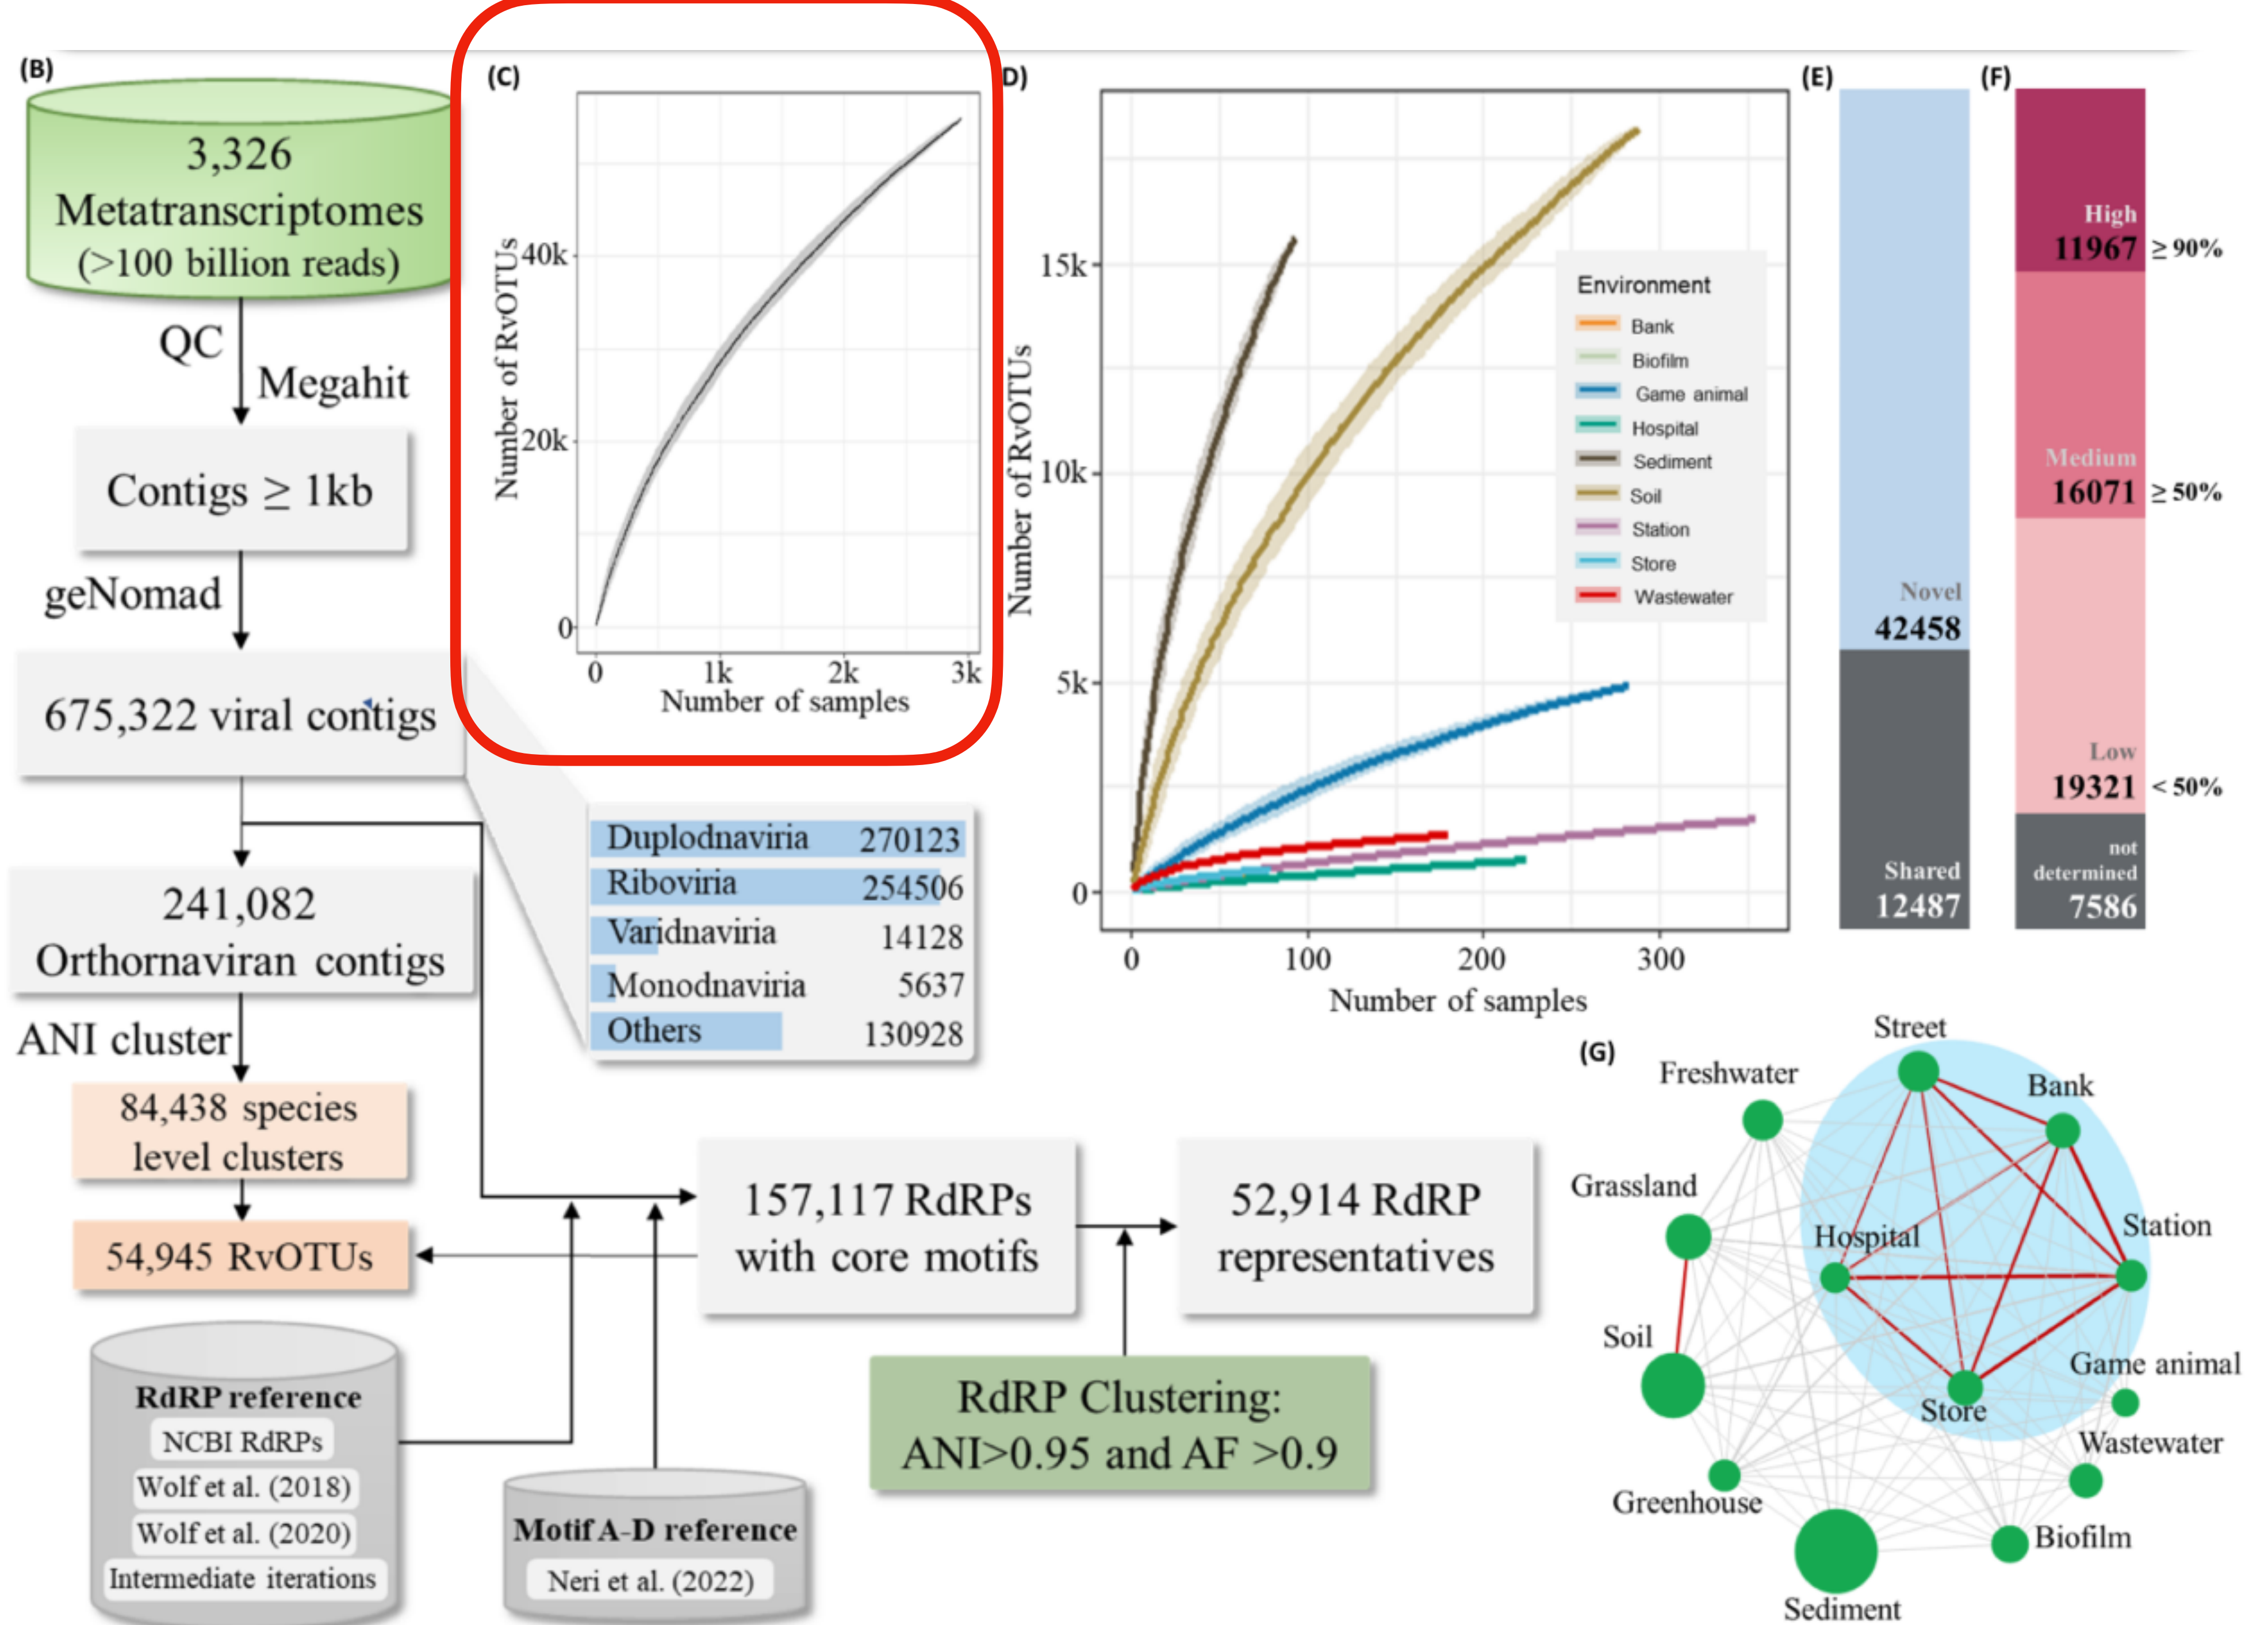 (B)
3,326
Metatranscriptomes
(>100 billion reads)
QC
Megahit
Contigs ≥ 1kb
geNomad
675,322 viral contigs
241,082
Orthornaviran contigs
ANI cluster
84,438 species
level clusters
54,945 RvOTUs
RdRP reference
NCBI RdRPs
Wolf et al. (2018)
Wolf et al. (2020)
Intermediate iterations
Motif A-D reference
Neri et al. (2022)
157,117 RdRPs
with core motifs
52,914 RdRP
representatives
RdRP Clustering:
ANI>0.95 and AF >0.9
Duplodnaviria 270123
Riboviria 254506
Varidnaviria 14128
Monodnaviria 5637
Others 130928
(C)
Number of RvOTUs
40k
20k
0
0 1k 2k 3k
Number of samples
D)
Number of RvOTUs
15k
10k
5k
0
0 100 200 300
Number of samples
Environment
Bank
Biofilm
Game animal
Hospital
Sediment
Soil
Station
Store
Wastewater
(E)
Novel
42458
Shared
12487
(F)
High
11967 ≥ 90%
Medium
16071 ≥ 50%
Low
19321 < 50%
not
determined
7586
(G)
Street
Freshwater
Bank
Grassland
Station
Hospital
Soil
Game animal
Store
Wastewater
Greenhouse
Biofilm
Sediment